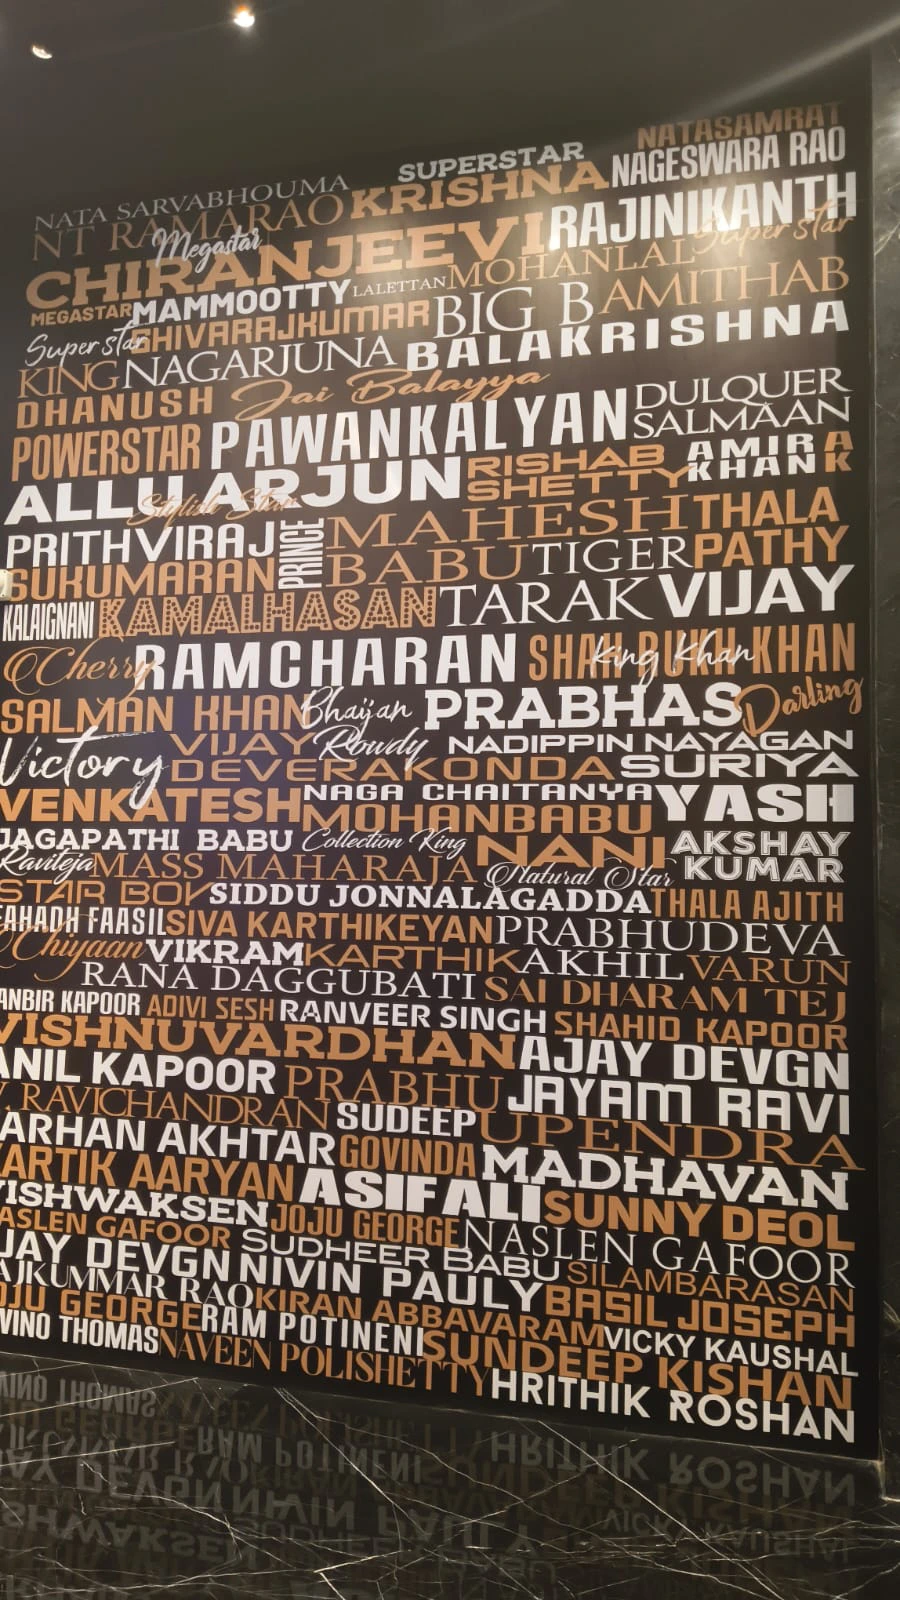 NATASAMRAT
SUPERSTAR NAGESWARA RAO
NATA SARVABHOUMA KRISHNA
NT RAMARAO RAJINIKANTH
Megastar Super star
CHIRANJEEVI MOHANLAL
MEGASTAR MAMMOOTTY LALETTAN BIG B AMITHAB
Super star SHIVARAJKUMAR
KING NAGARJUNA BALAKRISHNA
DHANUSH Jai Balayya DULQUER
POWERSTAR PAWANKALYAN SALMAAN
ALLU ARJUN RISHAB AMIR A
Stylish Star SHETTY KHAN K
PRITHVIRAJ PRINCE MAHESH THALA
SUKUMARAN BABU TIGER PATHY
KALAIGNANI KAMALHASAN TARAK VIJAY
Cherry RAMCHARAN SHAH RUKH KHAN King Khan
SALMAN KHAN Bhaijan PRABHAS Darling
Victory VIJAY Rowdy NADIPPIN NAYAGAN
DEVERAKONDA SURIYA
VENKATESH NAGA CHAITANYA YASH
MOHANBABU
JAGAPATHI BABU Collection King NANI AKSHAY
Raviteja MASS MAHARAJA Natural Star KUMAR
STAR BOY SIDDU JONNALAGADDA THALA AJITH
FAHADH FAASIL SIVA KARTHIKEYAN PRABHUDEVA
Chiyaan VIKRAM KARTHIK AKHIL VARUN
RANA DAGGUBATI SAI DHARAM TEJ
ANBIR KAPOOR ADIVI SESH RANVEER SINGH SHAHID KAPOOR
VISHNUVARDHAN AJAY DEVGN
ANIL KAPOOR PRABHU JAYAM RAVI
RAVICHANDRAN SUDEEP UPENDRA
ARHAN AKHTAR GOVINDA MADHAVAN
ARTIK AARYAN ASIF ALI SUNNY DEOL
VISHWAKSEN JOJU GEORGE NASLEN GAFOOR
ASLEN GAFOOR SUDHEER BABU SILAMBARASAN
JAY DEVGN NIVIN PAULY BASIL JOSEPH
AJKUMMAR RAO KIRAN ABBAVARAM VICKY KAUSHAL
OJU GEORGE RAM POTINENI SUNDEEP KISHAN
VINO THOMAS NAVEEN POLISHETTY HRITHIK ROSHAN